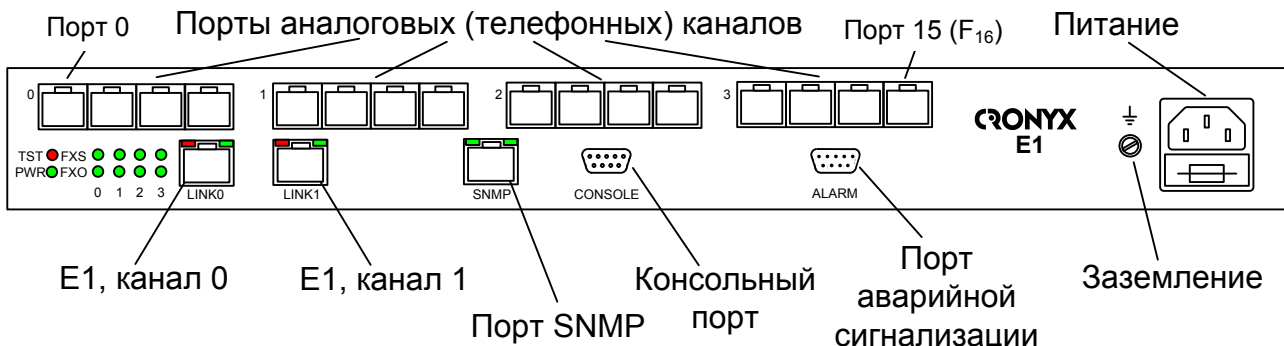 Порт 0
Порты аналоговых (телефонных) каналов
Порт 15 (F₁₆)
Питание
0
1
2
3
CRONYX
E1
TST FXS
PWR FXO
0 1 2 3
LINK0
LINK1
SNMP
CONSOLE
ALARM
E1, канал 0
E1, канал 1
Порт SNMP
Консольный
порт
Порт
аварийной
сигнализации
Заземление